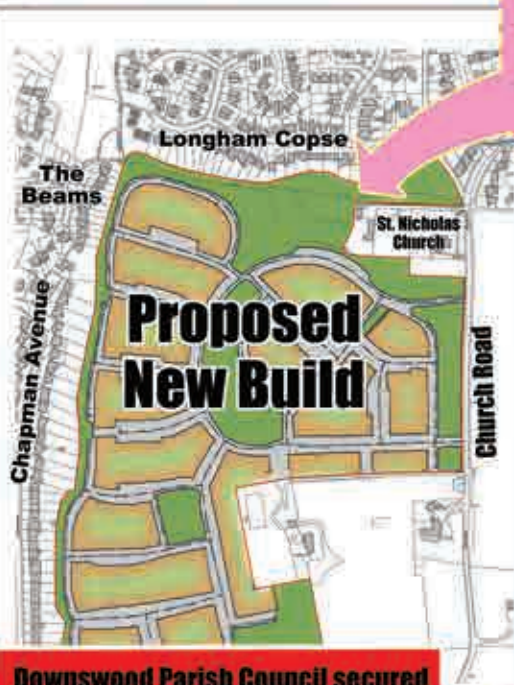 Longham Copse
The
Beams
St. Nicholas
Church
Chapman Avenue
Proposed
New Build
Church Road
Downswood Parish Council secured